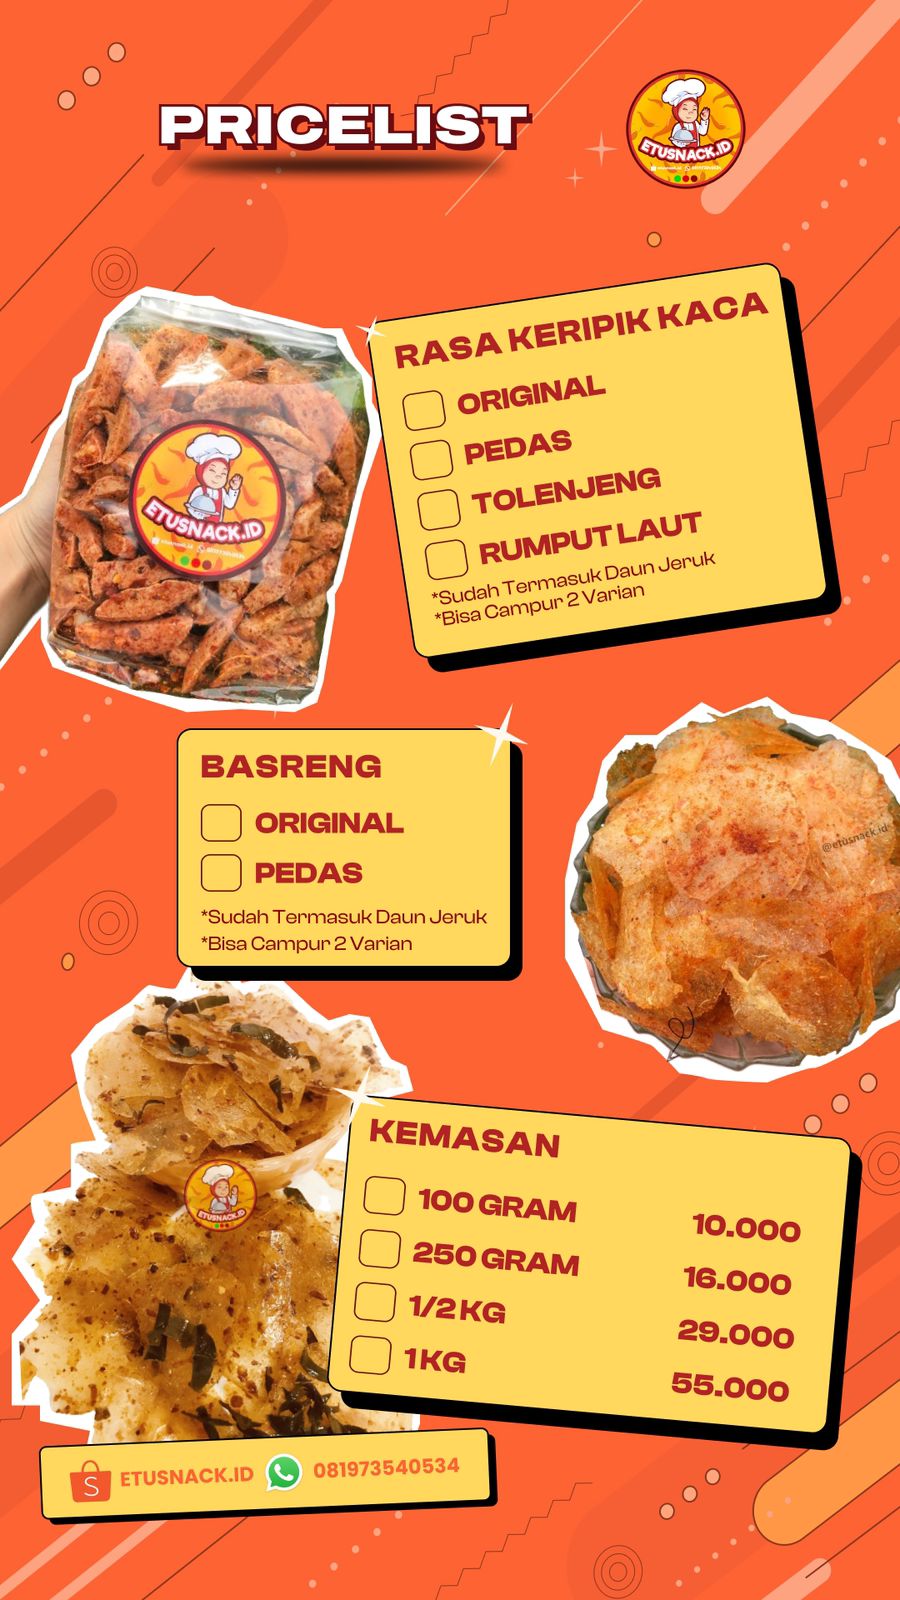 PRICELIST
ETUSNACK.ID
RASA KERIPIK KACA
ORIGINAL
PEDAS
TOLENJENG
RUMPUT LAUT
*Sudah Termasuk Daun Jeruk
*Bisa Campur 2 Varian
ETUSNACK.ID
BASRENG
ORIGINAL
PEDAS
*Sudah Termasuk Daun Jeruk
*Bisa Campur 2 Varian
@etusnack.id
ETUSNACK.ID
KEMASAN
100 GRAM 10.000
250 GRAM 16.000
1/2 KG 29.000
1 KG 55.000
ETUSNACK.ID 081973540534